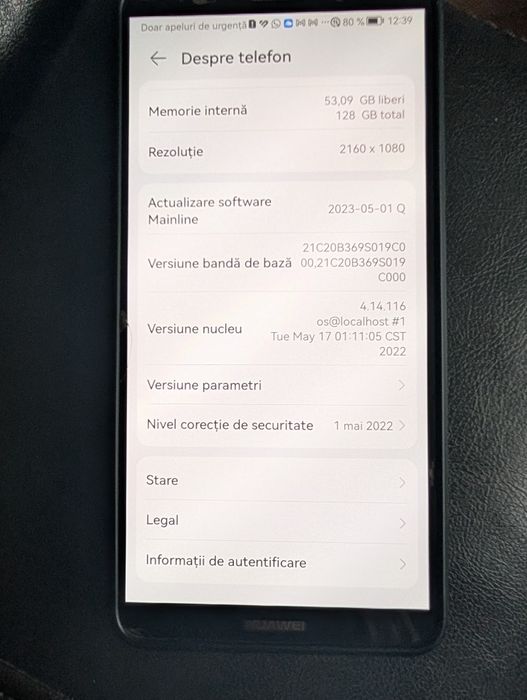 Doar apeluri de urgență 80 % 12:39
Despre telefon
Memorie internă
53,09 GB liberi
128 GB total
Rezoluție
2160 x 1080
Actualizare software
Mainline
2023-05-01 Q
Versiune bandă de bază
21C20B369S019C0
00,21C20B369S019
C000
Versiune nucleu
4.14.116
os@localhost #1
Tue May 17 01:11:05 CST
2022
Versiune parametri
Nivel corecție de securitate
1 mai 2022
Stare
Legal
Informații de autentificare
HUAWEI